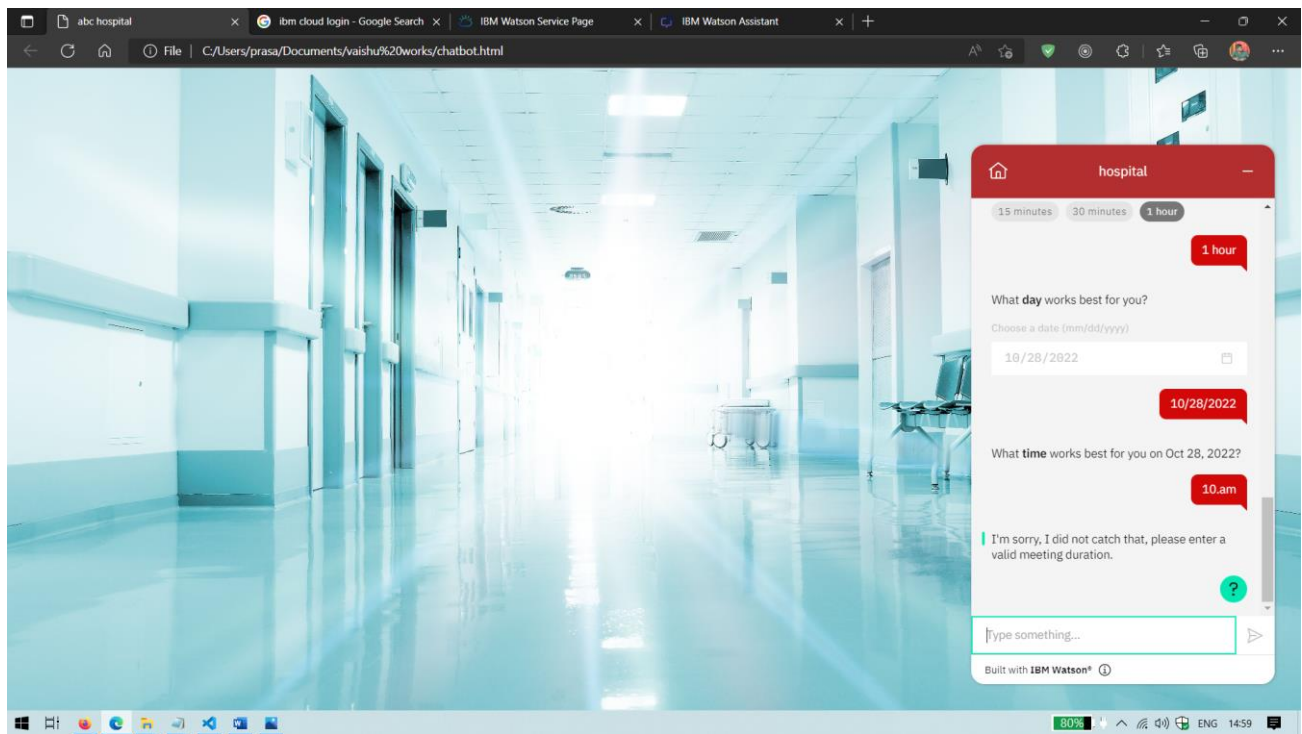 abc hospital
ibm cloud login - Google Search
IBM Watson Service Page
IBM Watson Assistant
File
C:/Users/prasa/Documents/vaishu%20works/chatbot.html
hospital
15 minutes 30 minutes 1 hour
1 hour
What day works best for you?
Choose a date (mm/dd/yyyy)
10/28/2022
10/28/2022
What time works best for you on Oct 28, 2022?
10.am
I'm sorry, I did not catch that, please enter a
valid meeting duration.
?
Type something...
Built with IBM Watson®
80%
ENG
14:59